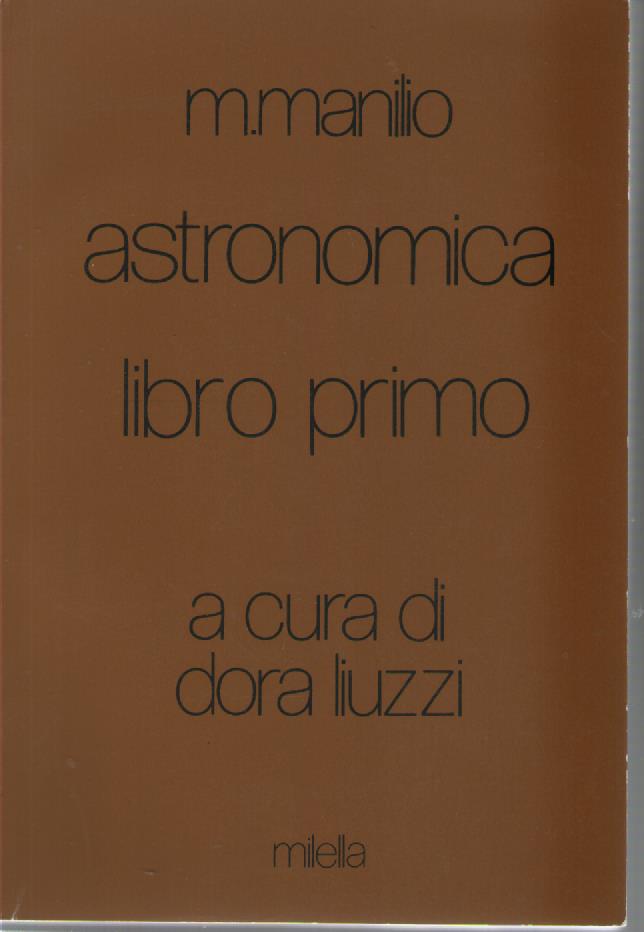 m.manilio
astronomica
libro primo
a cura di
dora liuzzi
milella